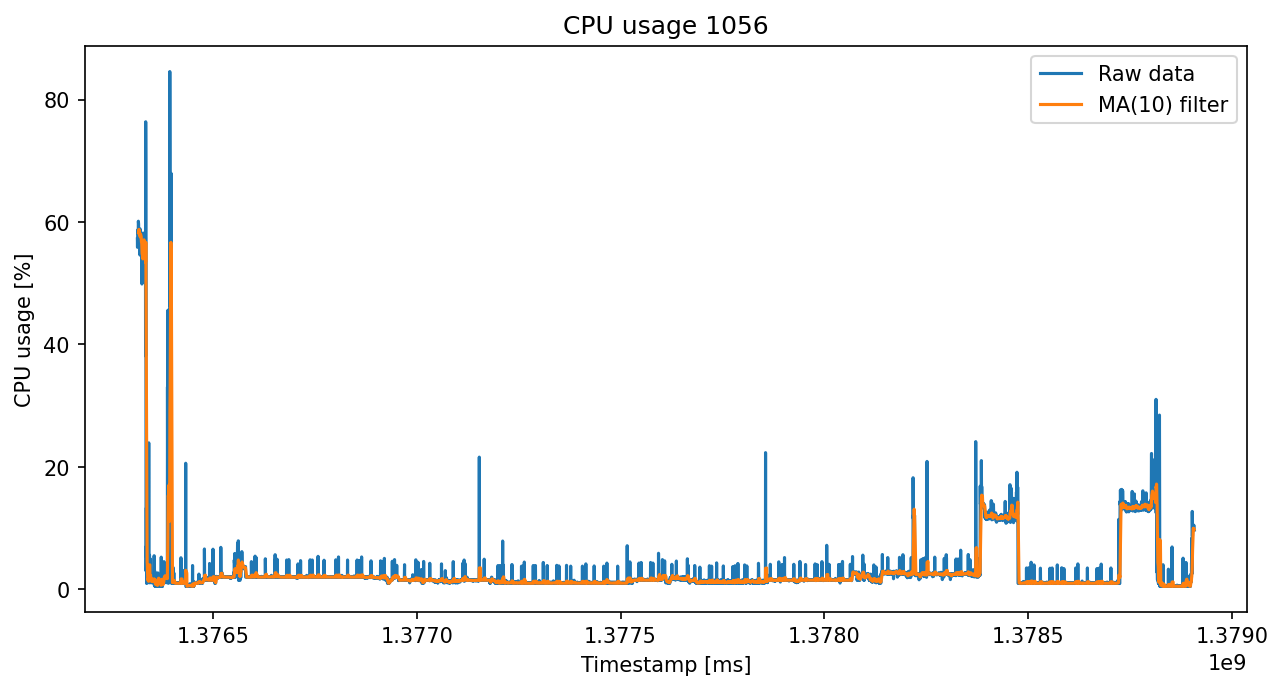 CPU usage 1056
Raw data
MA(10) filter
CPU usage [%]
80
60
40
20
0
1.3765
1.3770
1.3775
1.3780
1.3785
1.3790
1e9
Timestamp [ms]